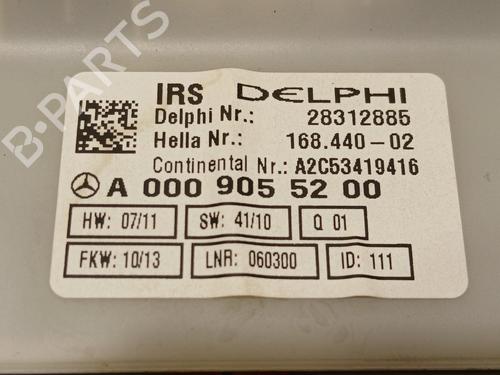 B-PARTS
IRS DELPHI
Delphi Nr.: 28312885
Hella Nr.: 168.440-02
Continental Nr.: A2C53419416
A 000 905 52 00
HW: 07/11 SW: 41/10 Q 01
FKW: 10/13 LNR: 060300 ID: 111